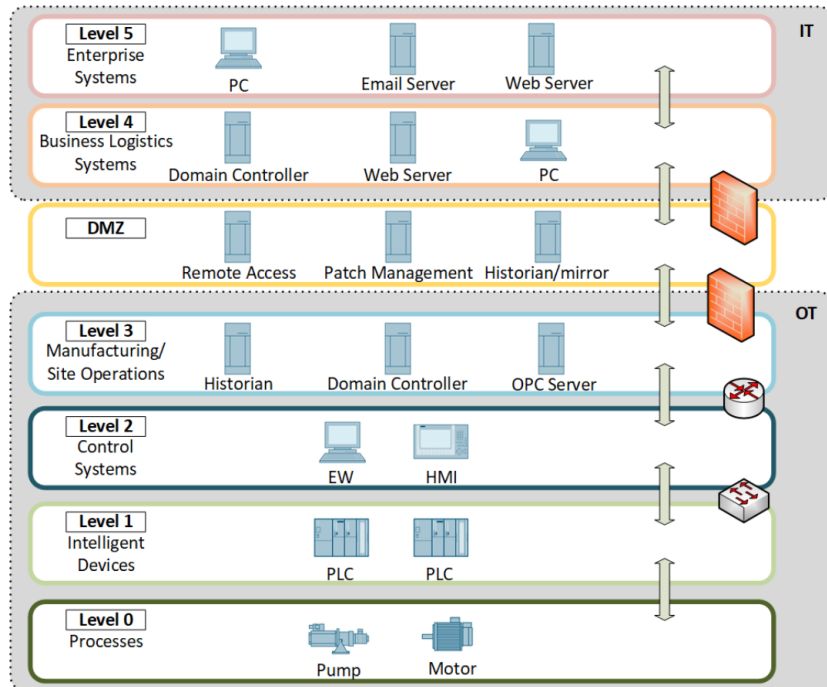 IT
Level 5
Enterprise
Systems
PC
Email Server
Web Server
Level 4
Business Logistics
Systems
Domain Controller
Web Server
PC
DMZ
Remote Access
Patch Management
Historian/mirror
OT
Level 3
Manufacturing/
Site Operations
Historian
Domain Controller
OPC Server
Level 2
Control
Systems
EW
HMI
Level 1
Intelligent
Devices
PLC
PLC
Level 0
Processes
Pump
Motor